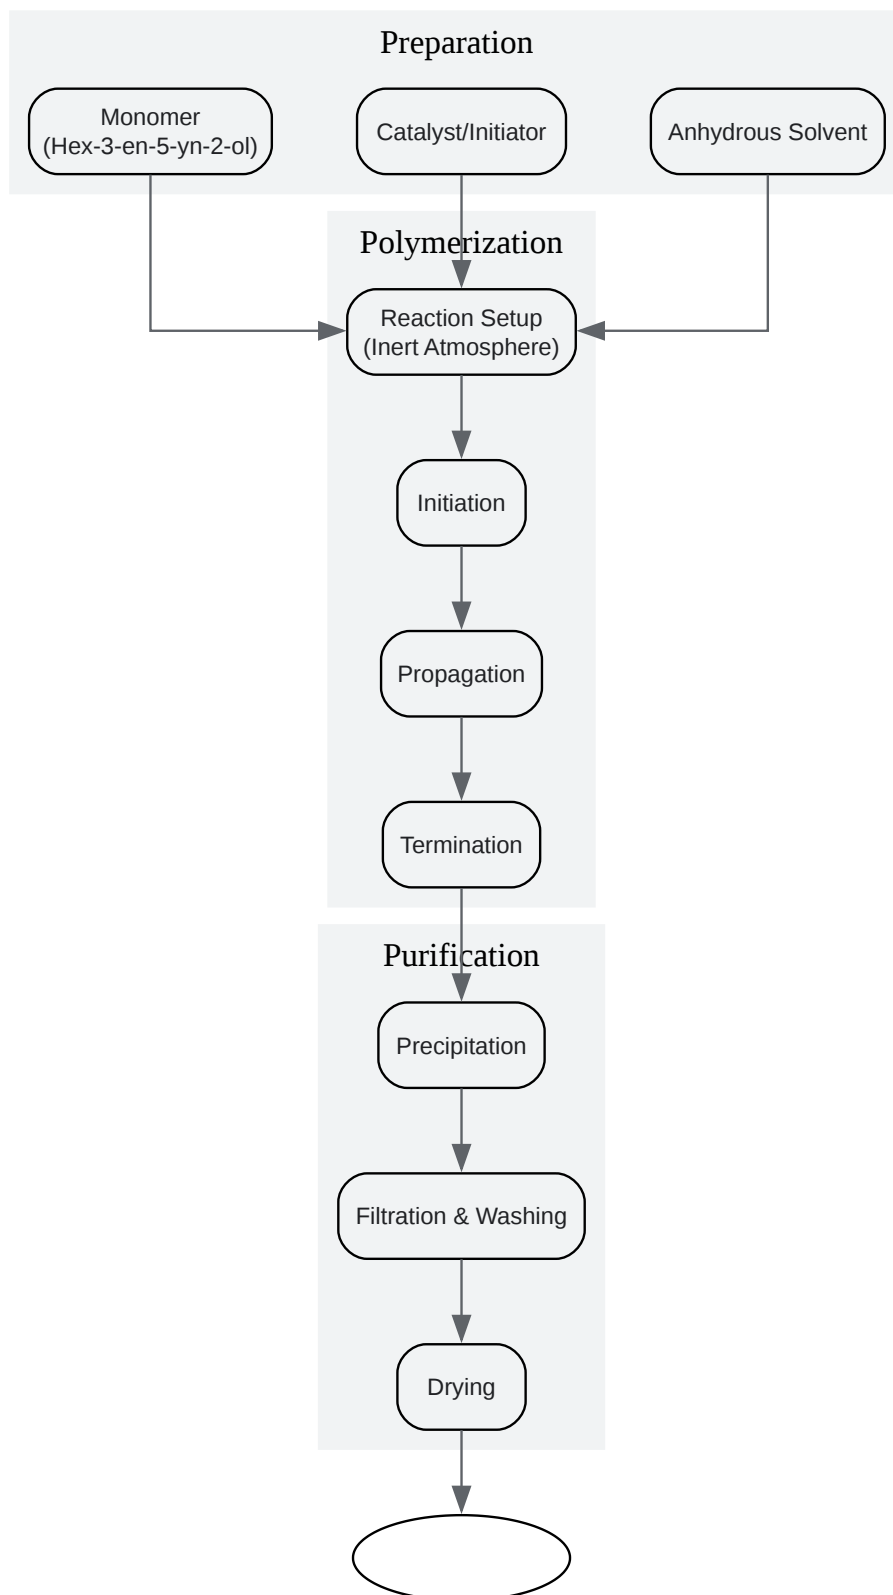 Preparation
Monomer
(Hex-3-en-5-yn-2-ol)
Catalyst/Initiator
Anhydrous Solvent
Polymerization
Reaction Setup
(Inert Atmosphere)
Initiation
Propagation
Termination
Purification
Precipitation
Filtration & Washing
Drying